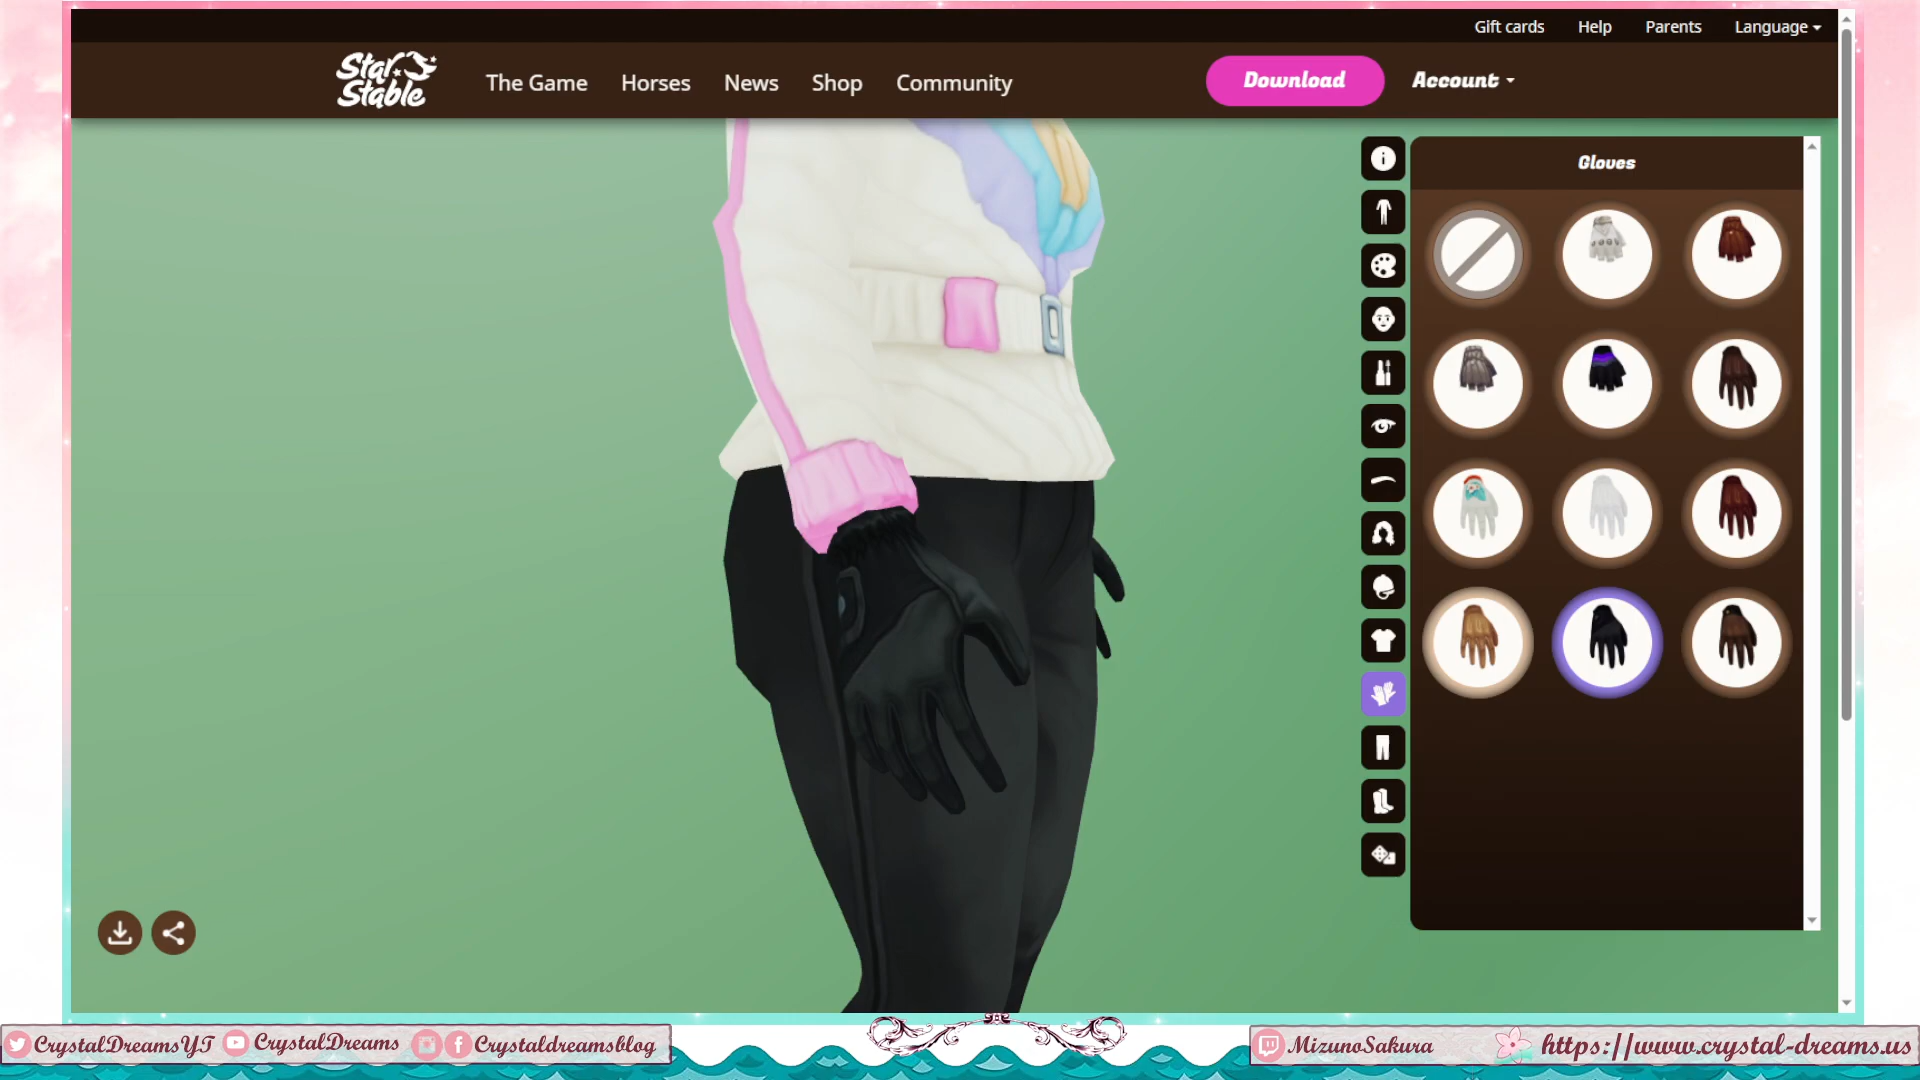 Gift cards Help Parents Language
Star Stable
The Game Horses News Shop Community
Download
Account
Gloves
CrystalDreamsYT CrystalDreams Crystaldreamsblog
MizunoSakura https://www.crystal-dreams.us